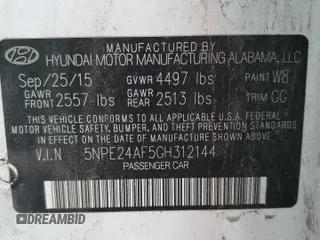 MANUFACTURED BY
HYUNDAI MOTOR MANUFACTURING ALABAMA, LLC
Sep/25/15 GVWR 4497 lbs PAINT W8
GAWR FRONT 2557 lbs GAWR REAR 2513 lbs TRIM GG
THIS VEHICLE CONFORMS TO ALL APPLICABLE FEDERAL
MOTOR VEHICLE SAFETY, BUMPER, AND THEFT PREVENTION
STANDARDS IN EFFECT ON THE DATE OF MANUFACTURE
SHOWN ABOVE.
V.I.N 5NPE24AF5GH312144
PASSENGER CAR
DREAMBID